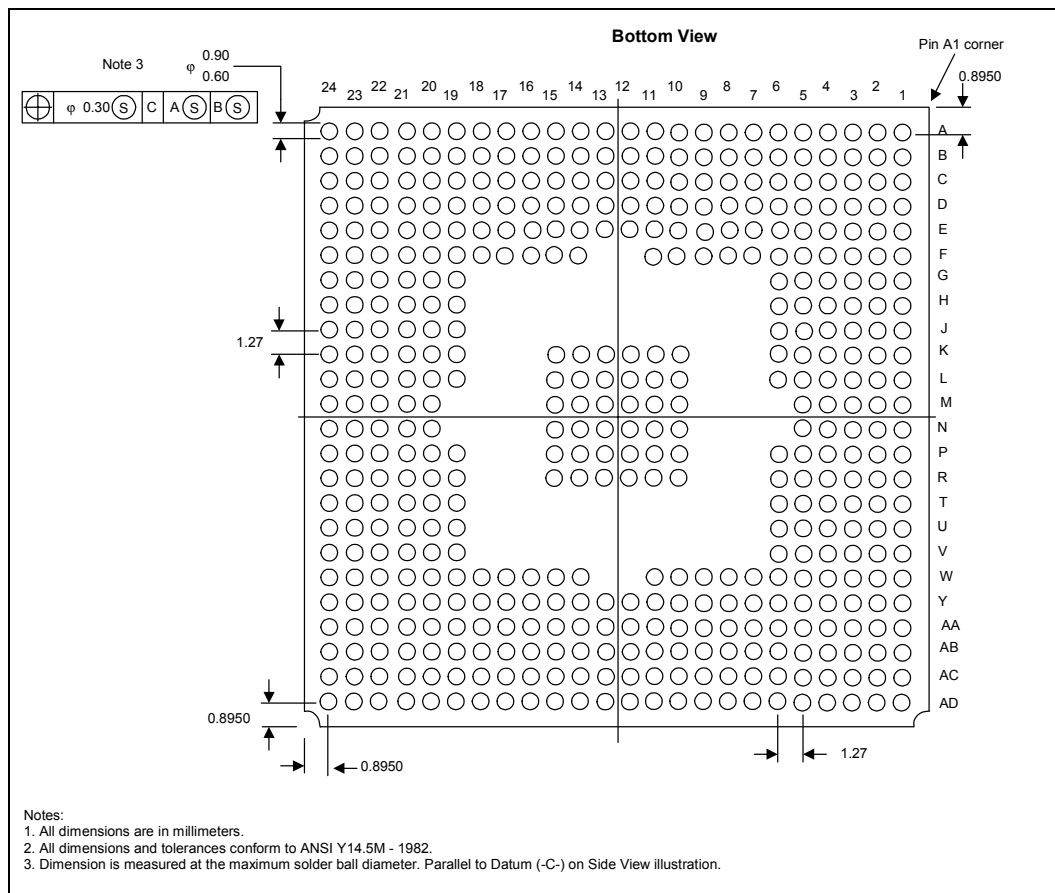 Bottom View
Pin A1 corner
Note 3
φ 0.90
0.60
φ 0.30 S C A S B S
0.8950
24 23 22 21 20 19 18 17 16 15 14 13 12 11 10 9 8 7 6 5 4 3 2 1
A
B
C
D
E
F
G
H
J
K
L
M
N
P
R
T
U
V
W
Y
AA
AB
AC
AD
1.27
0.8950
0.8950
1.27
Notes:
1. All dimensions are in millimeters.
2. All dimensions and tolerances conform to ANSI Y14.5M - 1982.
3. Dimension is measured at the maximum solder ball diameter. Parallel to Datum (-C-) on Side View illustration.